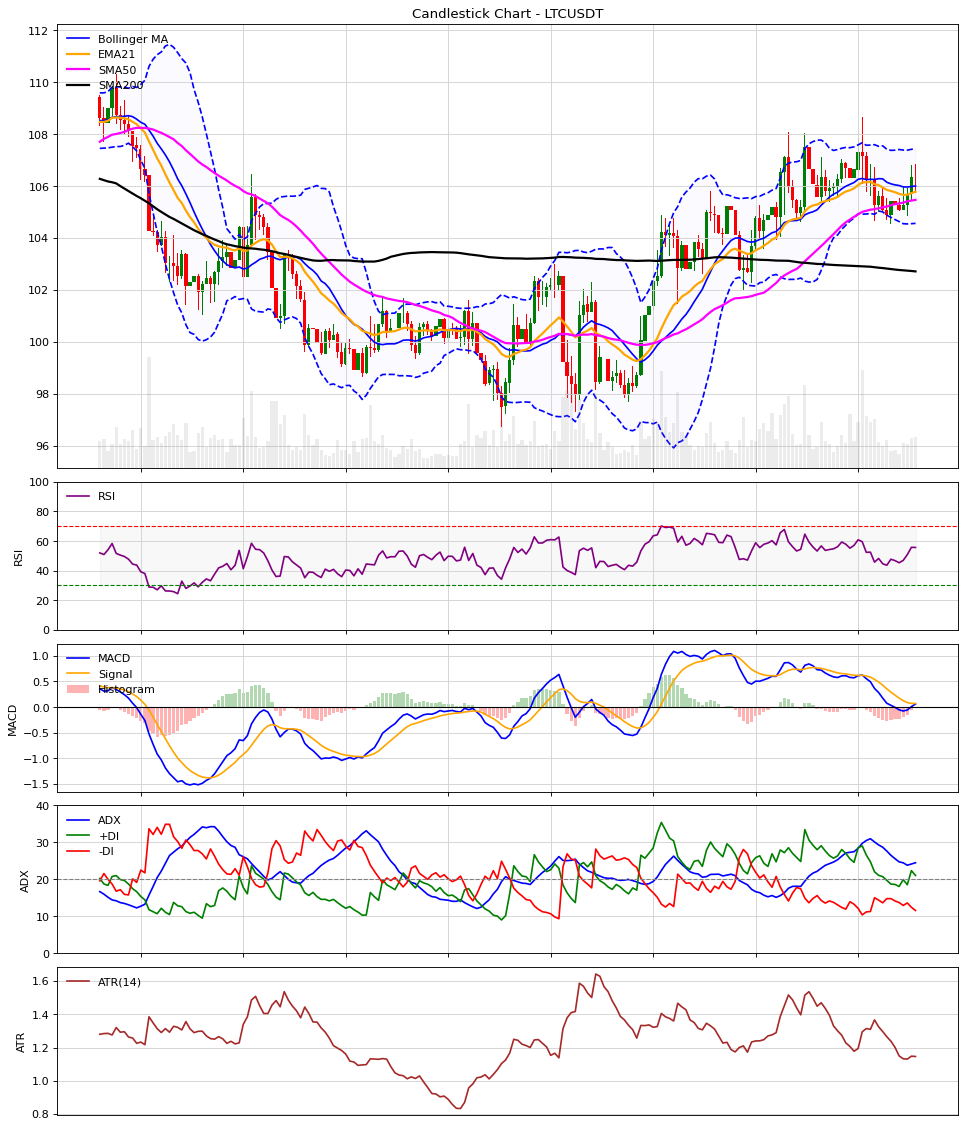 Candlestick Chart - LTCUSDT
112
110
108
106
104
102
100
98
96
Bollinger MA
EMA21
SMA50
SMA200
100
80
60
40
20
0
RSI
RSI
1.0
0.5
0.0
−0.5
−1.0
−1.5
MACD
MACD
Signal
Histogram
40
30
20
10
0
ADX
ADX
+DI
-DI
1.6
1.4
1.2
1.0
0.8
ATR
ATR(14)